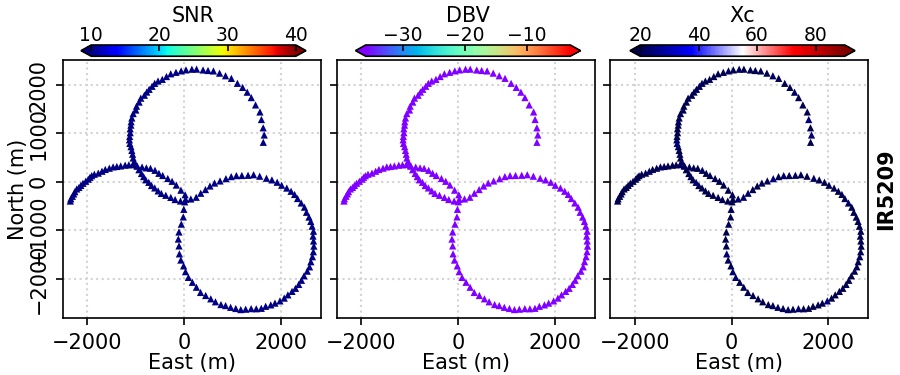 SNR
DBV
Xc
10 20 30 40
−30 −20 −10
20 40 60 80
North (m)
2000
1000
0
−1000
−2000
IR5209
−2000 0 2000
−2000 0 2000
−2000 0 2000
East (m)
East (m)
East (m)